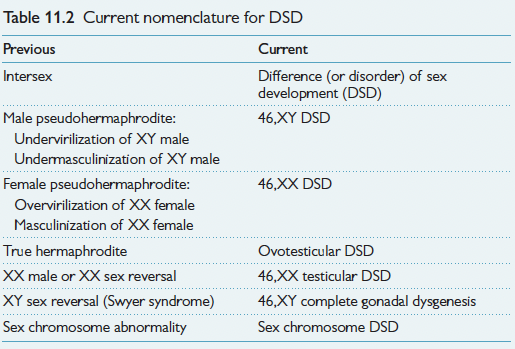 Table 11.2 Current nomenclature for DSD
Previous Current
Intersex Difference (or disorder) of sex
development (DSD)
Male pseudohermaphrodite: 46,XY DSD
Undervirilization of XY male
Undermasculinization of XY male
Female pseudohermaphrodite: 46,XX DSD
Overvirilization of XX female
Masculinization of XX female
True hermaphrodite Ovotesticular DSD
XX male or XX sex reversal 46,XX testicular DSD
XY sex reversal (Swyer syndrome) 46,XY complete gonadal dysgenesis
Sex chromosome abnormality Sex chromosome DSD